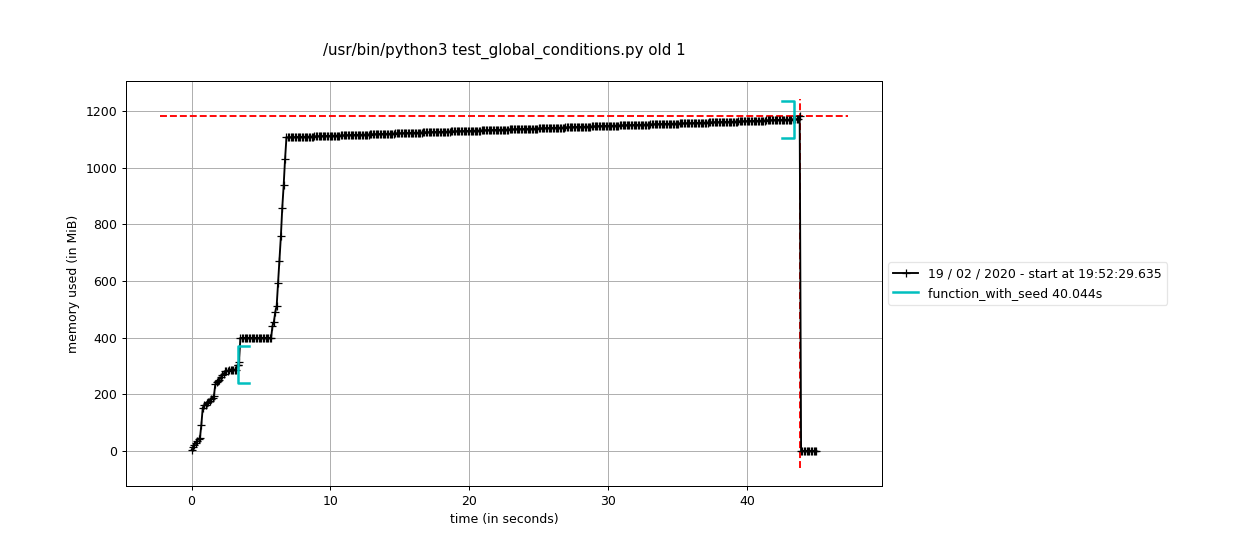 /usr/bin/python3 test_global_conditions.py old 1
1200
1000
800
600
400
200
0
memory used (in MiB)
0 10 20 30 40
time (in seconds)
19 / 02 / 2020 - start at 19:52:29.635
function_with_seed 40.044s